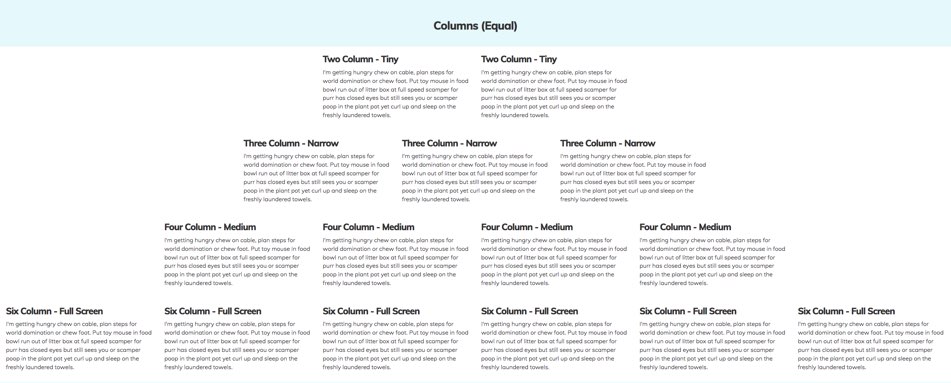 Columns (Equal)
Two Column - Tiny
I'm getting hungry chew on cable, plan steps for
world domination or chew foot. Put toy mouse in food
bowl run out of litter box at full speed scamper for
purr has closed eyes but still sees you or scamper
poop in the plant pot yet curl up and sleep on the
freshly laundered towels.
Two Column - Tiny
I'm getting hungry chew on cable, plan steps for
world domination or chew foot. Put toy mouse in food
bowl run out of litter box at full speed scamper for
purr has closed eyes but still sees you or scamper
poop in the plant pot yet curl up and sleep on the
freshly laundered towels.
Three Column - Narrow
I'm getting hungry chew on cable, plan steps for
world domination or chew foot. Put toy mouse in food
bowl run out of litter box at full speed scamper for
purr has closed eyes but still sees you or scamper
poop in the plant pot yet curl up and sleep on the
freshly laundered towels.
Three Column - Narrow
I'm getting hungry chew on cable, plan steps for
world domination or chew foot. Put toy mouse in food
bowl run out of litter box at full speed scamper for
purr has closed eyes but still sees you or scamper
poop in the plant pot yet curl up and sleep on the
freshly laundered towels.
Three Column - Narrow
I'm getting hungry chew on cable, plan steps for
world domination or chew foot. Put toy mouse in food
bowl run out of litter box at full speed scamper for
purr has closed eyes but still sees you or scamper
poop in the plant pot yet curl up and sleep on the
freshly laundered towels.
Four Column - Medium
I'm getting hungry chew on cable, plan steps for
world domination or chew foot. Put toy mouse in food
bowl run out of litter box at full speed scamper for
purr has closed eyes but still sees you or scamper
poop in the plant pot yet curl up and sleep on the
freshly laundered towels.
Four Column - Medium
I'm getting hungry chew on cable, plan steps for
world domination or chew foot. Put toy mouse in food
bowl run out of litter box at full speed scamper for
purr has closed eyes but still sees you or scamper
poop in the plant pot yet curl up and sleep on the
freshly laundered towels.
Four Column - Medium
I'm getting hungry chew on cable, plan steps for
world domination or chew foot. Put toy mouse in food
bowl run out of litter box at full speed scamper for
purr has closed eyes but still sees you or scamper
poop in the plant pot yet curl up and sleep on the
freshly laundered towels.
Four Column - Medium
I'm getting hungry chew on cable, plan steps for
world domination or chew foot. Put toy mouse in food
bowl run out of litter box at full speed scamper for
purr has closed eyes but still sees you or scamper
poop in the plant pot yet curl up and sleep on the
freshly laundered towels.
Six Column - Full Screen
I'm getting hungry chew on cable, plan steps for
world domination or chew foot. Put toy mouse in food
bowl run out of litter box at full speed scamper for
purr has closed eyes but still sees you or scamper
poop in the plant pot yet curl up and sleep on the
freshly laundered towels.
Six Column - Full Screen
I'm getting hungry chew on cable, plan steps for
world domination or chew foot. Put toy mouse in food
bowl run out of litter box at full speed scamper for
purr has closed eyes but still sees you or scamper
poop in the plant pot yet curl up and sleep on the
freshly laundered towels.
Six Column - Full Screen
I'm getting hungry chew on cable, plan steps for
world domination or chew foot. Put toy mouse in food
bowl run out of litter box at full speed scamper for
purr has closed eyes but still sees you or scamper
poop in the plant pot yet curl up and sleep on the
freshly laundered towels.
Six Column - Full Screen
I'm getting hungry chew on cable, plan steps for
world domination or chew foot. Put toy mouse in food
bowl run out of litter box at full speed scamper for
purr has closed eyes but still sees you or scamper
poop in the plant pot yet curl up and sleep on the
freshly laundered towels.
Six Column - Full Screen
I'm getting hungry chew on cable, plan steps for
world domination or chew foot. Put toy mouse in food
bowl run out of litter box at full speed scamper for
purr has closed eyes but still sees you or scamper
poop in the plant pot yet curl up and sleep on the
freshly laundered towels.
Six Column - Full Screen
I'm getting hungry chew on cable, plan steps for
world domination or chew foot. Put toy mouse in food
bowl run out of litter box at full speed scamper for
purr has closed eyes but still sees you or scamper
poop in the plant pot yet curl up and sleep on the
freshly laundered towels.